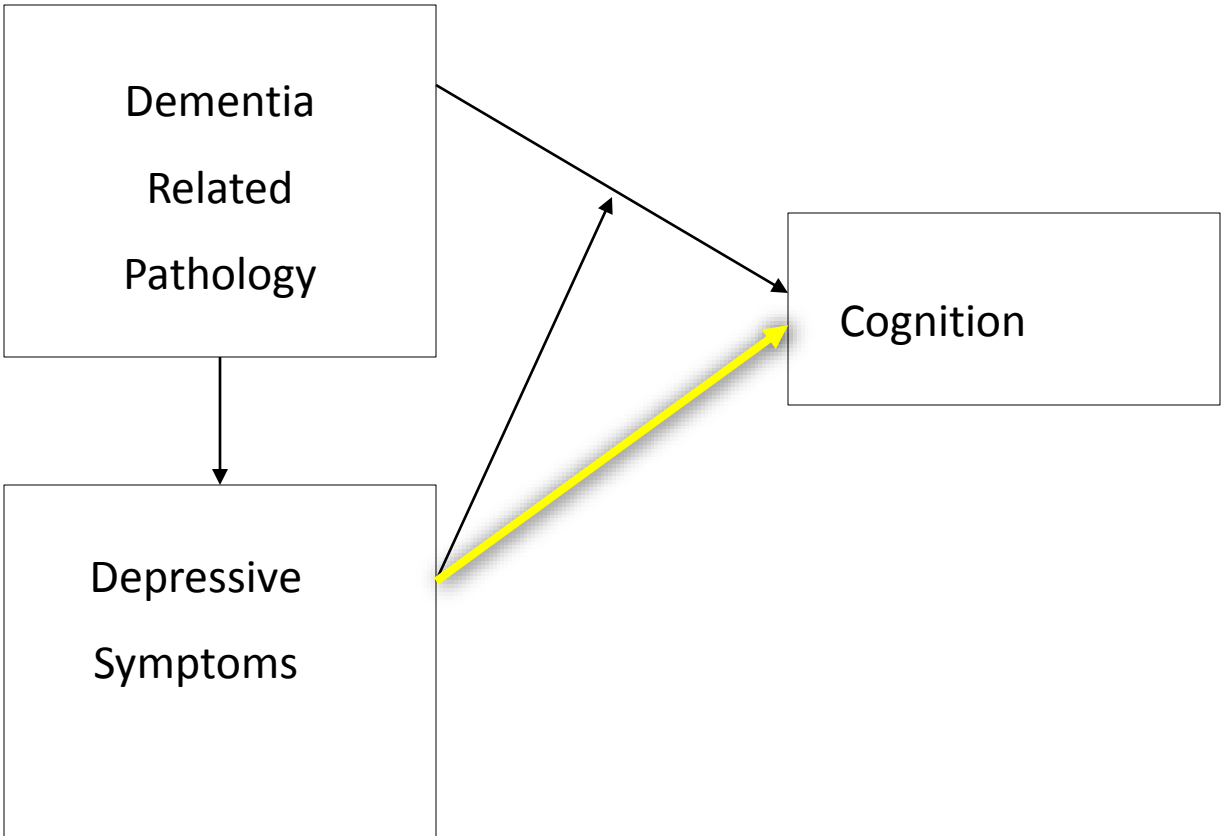 Dementia
Related
Pathology
Cognition
Depressive
Symptoms